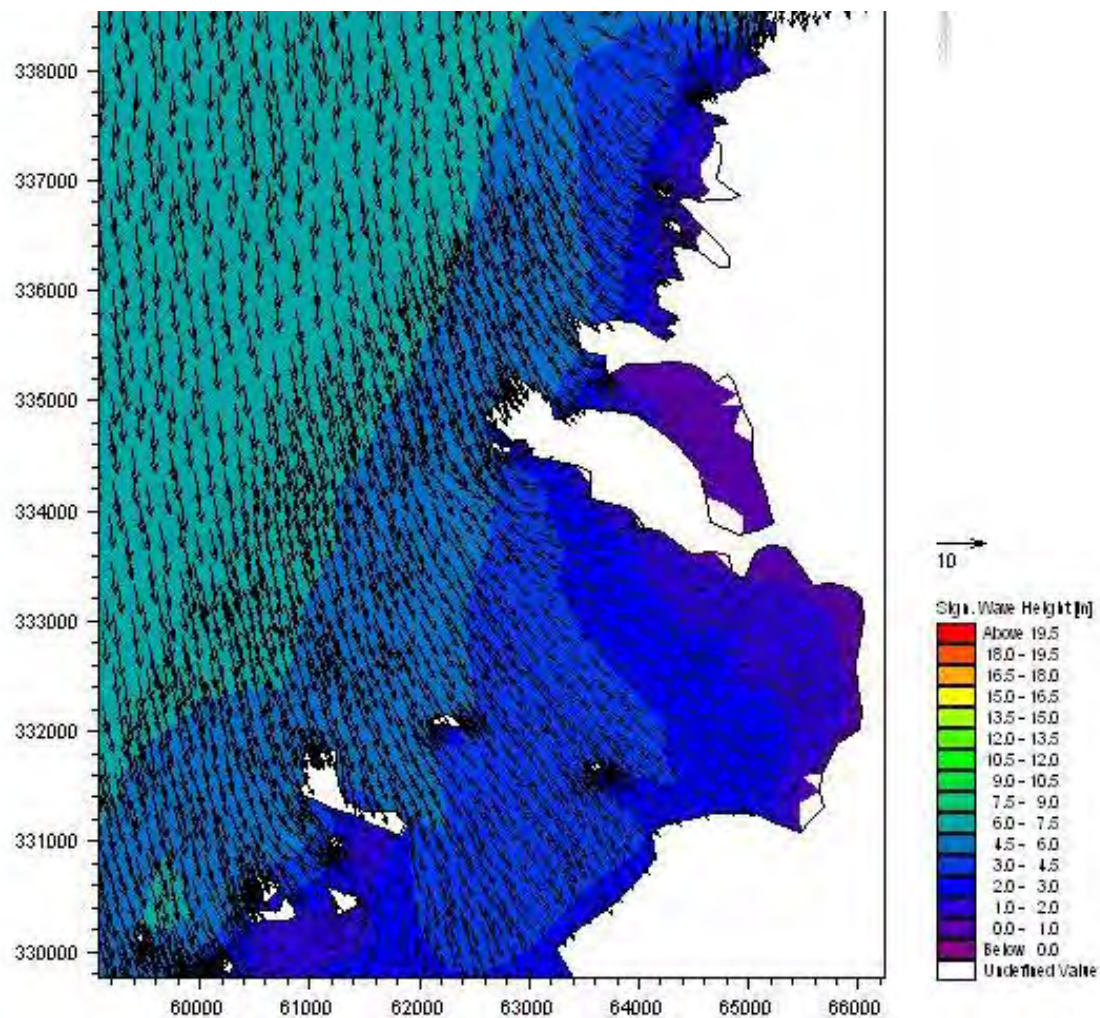 338000
337000
336000
335000
334000
333000
332000
331000
330000
60000 61000 62000 63000 64000 65000 66000
10
Sign. Wave Height [m]
Above 19.5
18.0 - 19.5
16.5 - 18.0
15.0 - 16.5
13.5 - 15.0
12.0 - 13.5
10.5 - 12.0
9.0 - 10.5
7.5 - 9.0
6.0 - 7.5
4.5 - 6.0
3.0 - 4.5
2.0 - 3.0
1.0 - 2.0
0.0 - 1.0
Below 0.0
Undefined Value